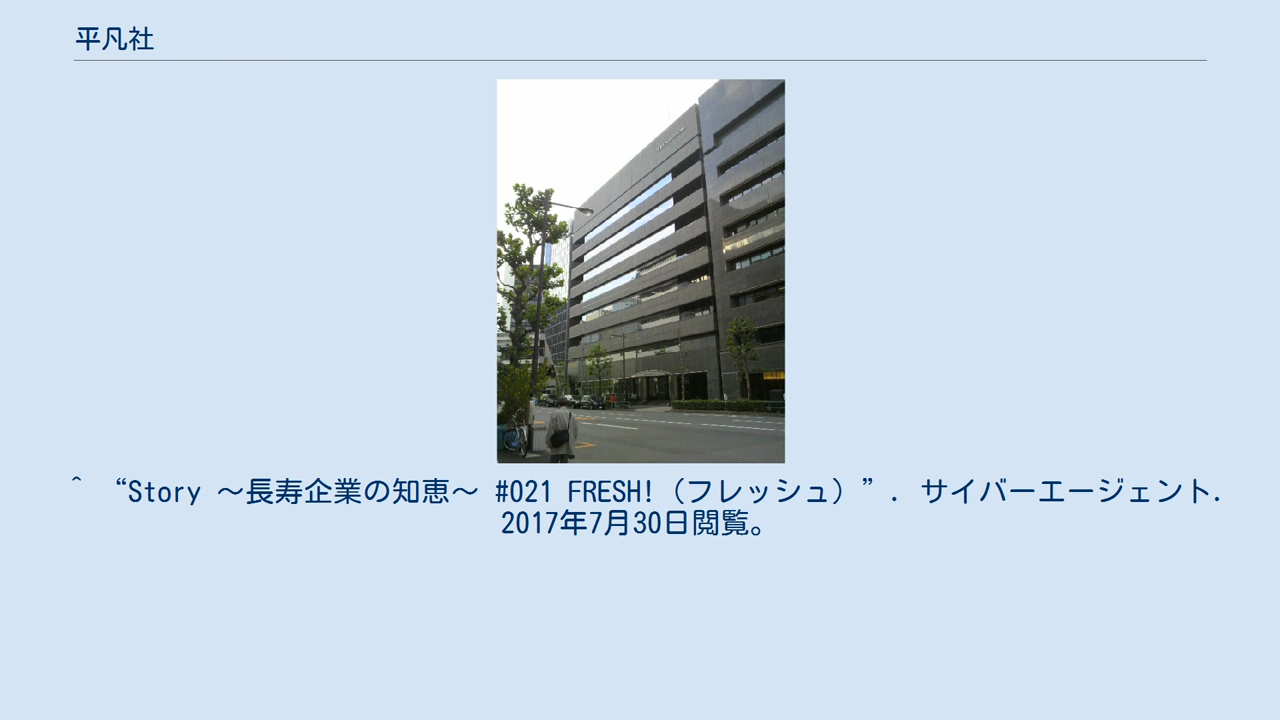 平凡社
^ “Story ～長寿企業の知恵～ #021 FRESH!（フレッシュ）”. サイバーエージェント.
2017年7月30日閲覧。